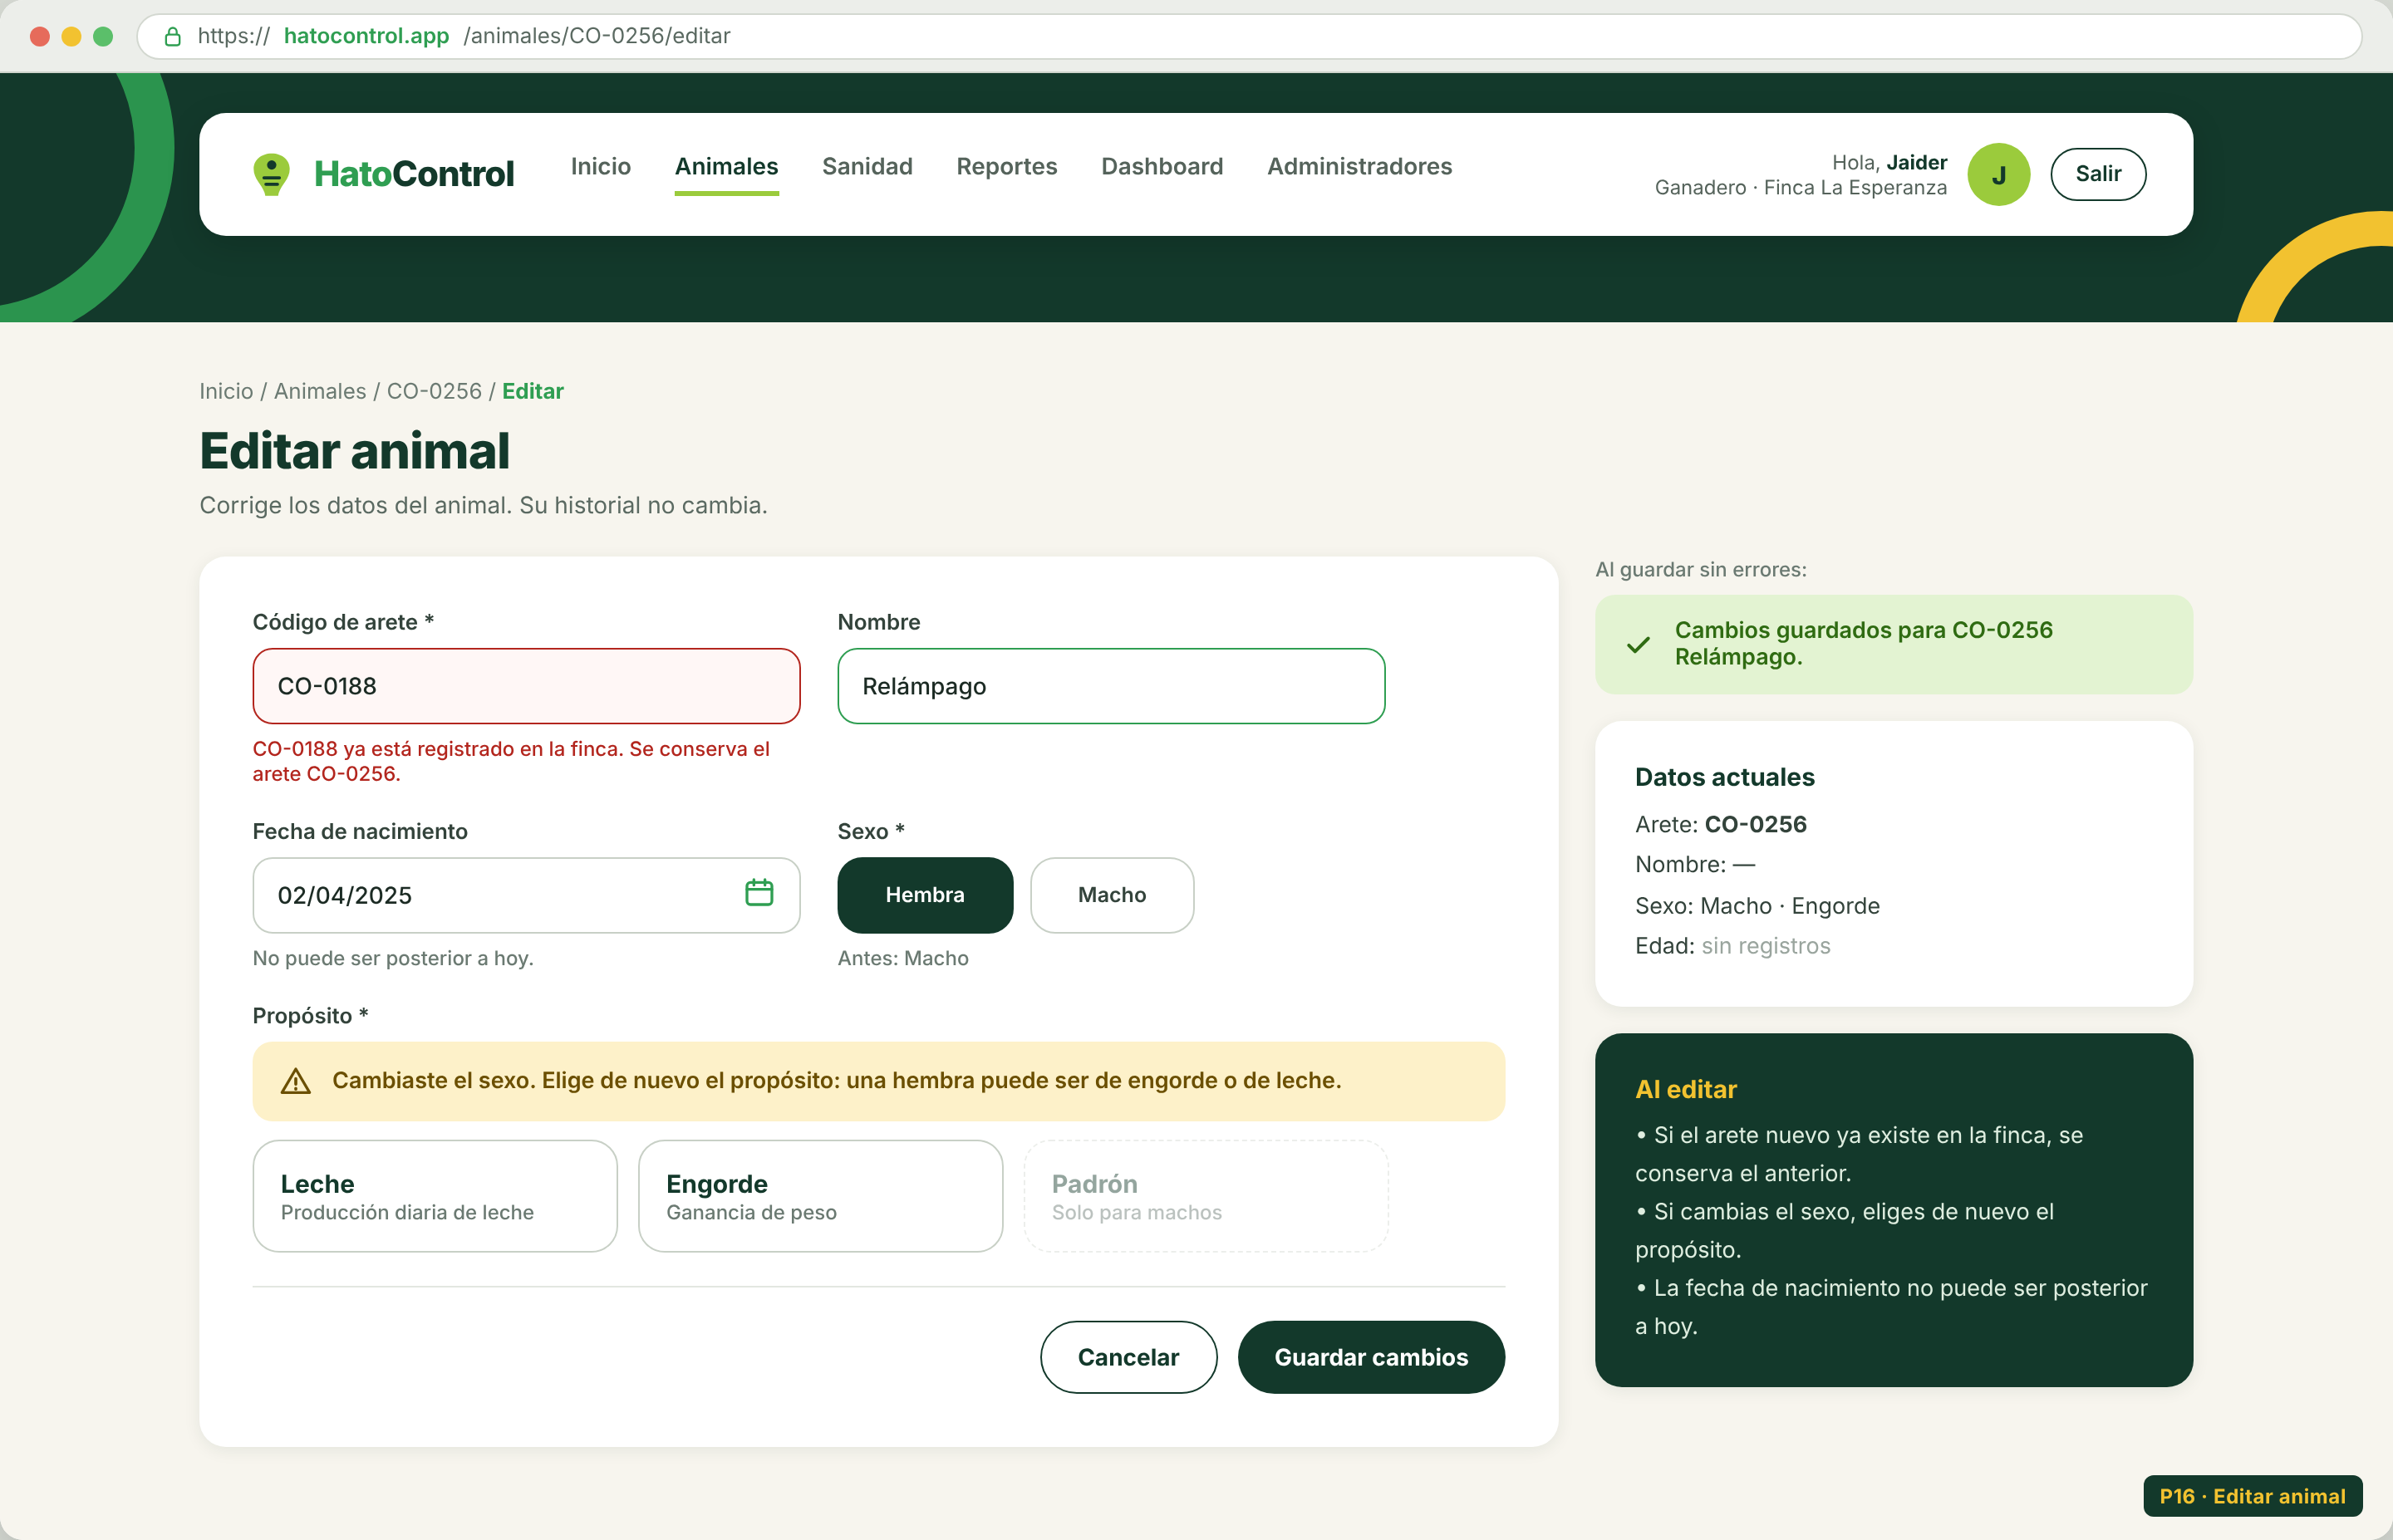 https:// hatocontrol.app /animales/CO-0256/editar
HatoControl
Inicio
Animales
Sanidad
Reportes
Dashboard
Administradores
Hola, Jaider
Ganadero · Finca La Esperanza
J
Salir
Inicio / Animales / CO-0256 / Editar
Editar animal
Corrige los datos del animal. Su historial no cambia.
Código de arete *
CO-0188
CO-0188 ya está registrado en la finca. Se conserva el
arete CO-0256.
Nombre
Relámpago
Fecha de nacimiento
02/04/2025
No puede ser posterior a hoy.
Sexo *
Hembra
Macho
Antes: Macho
Propósito *
Cambiaste el sexo. Elige de nuevo el propósito: una hembra puede ser de engorde o de leche.
Leche
Producción diaria de leche
Engorde
Ganancia de peso
Padrón
Solo para machos
Cancelar
Guardar cambios
Al guardar sin errores:
Cambios guardados para CO-0256
Relámpago.
Datos actuales
Arete: CO-0256
Nombre: —
Sexo: Macho · Engorde
Edad: sin registros
Al editar
• Si el arete nuevo ya existe en la finca, se
conserva el anterior.
• Si cambias el sexo, eliges de nuevo el
propósito.
• La fecha de nacimiento no puede ser posterior
a hoy.
P16 · Editar animal